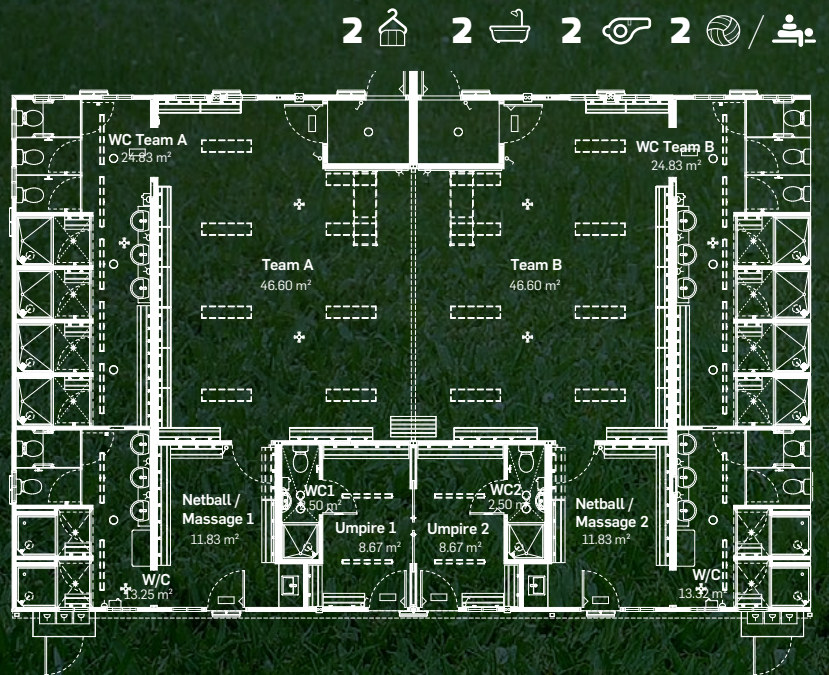 2 2 2 2 /
WC Team A
24.83 m²
WC Team B
24.83 m²
Team A
46.60 m²
Team B
46.60 m²
Netball /
Massage 1
11.83 m²
WC1
2.50 m²
Umpire 1
8.67 m²
WC2
2.50 m²
Umpire 2
8.67 m²
Netball /
Massage 2
11.83 m²
W/C
13.25 m²
W/C
13.32 m²